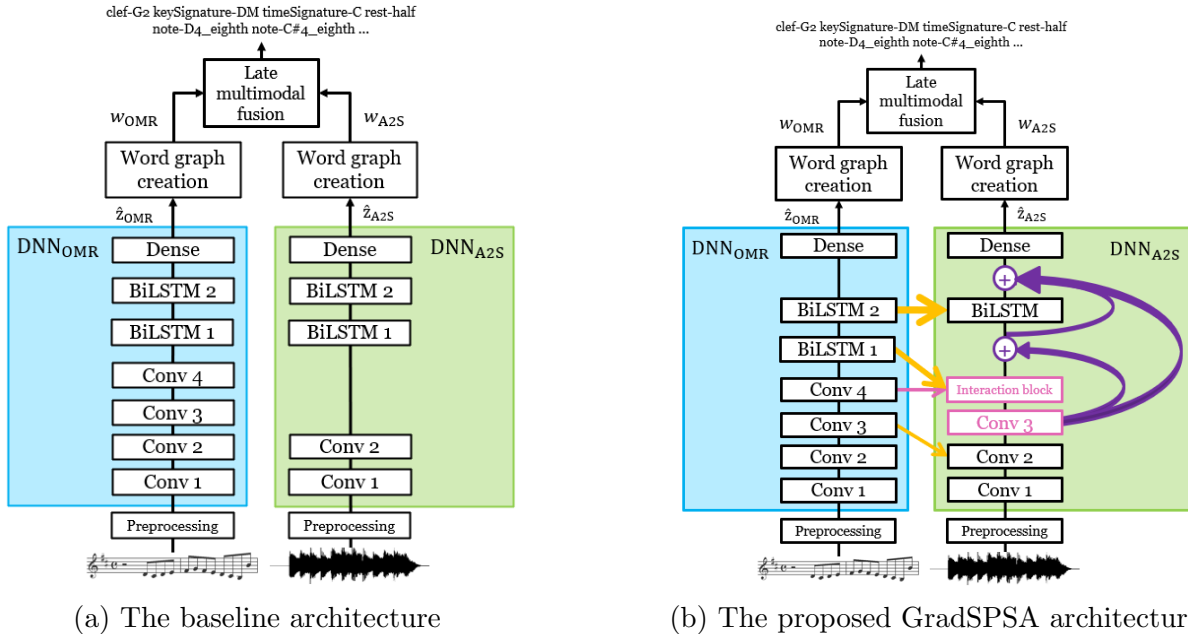 clef-G2 keySignature-DM timeSignature-C rest-half
note-D4_eighth note-C#4_eighth ...
Late
multimodal
fusion
wOMR
wA2S
Word graph
creation
Word graph
creation
ẑOMR
ẑA2S
DNNOMR
DNNA2S
Dense
Dense
BiLSTM 2
BiLSTM 2
BiLSTM 1
BiLSTM 1
Conv 4
Conv 3
Conv 2
Conv 2
Conv 1
Conv 1
Preprocessing
Preprocessing
(a) The baseline architecture
clef-G2 keySignature-DM timeSignature-C rest-half
note-D4_eighth note-C#4_eighth ...
Late
multimodal
fusion
wOMR
wA2S
Word graph
creation
Word graph
creation
ẑOMR
ẑA2S
DNNOMR
DNNA2S
Dense
Dense
+
BiLSTM 2
BiLSTM
BiLSTM 1
+
Conv 4
Interaction block
Conv 3
Conv 3
Conv 2
Conv 2
Conv 1
Conv 1
Preprocessing
Preprocessing
(b) The proposed GradSPSA architectur